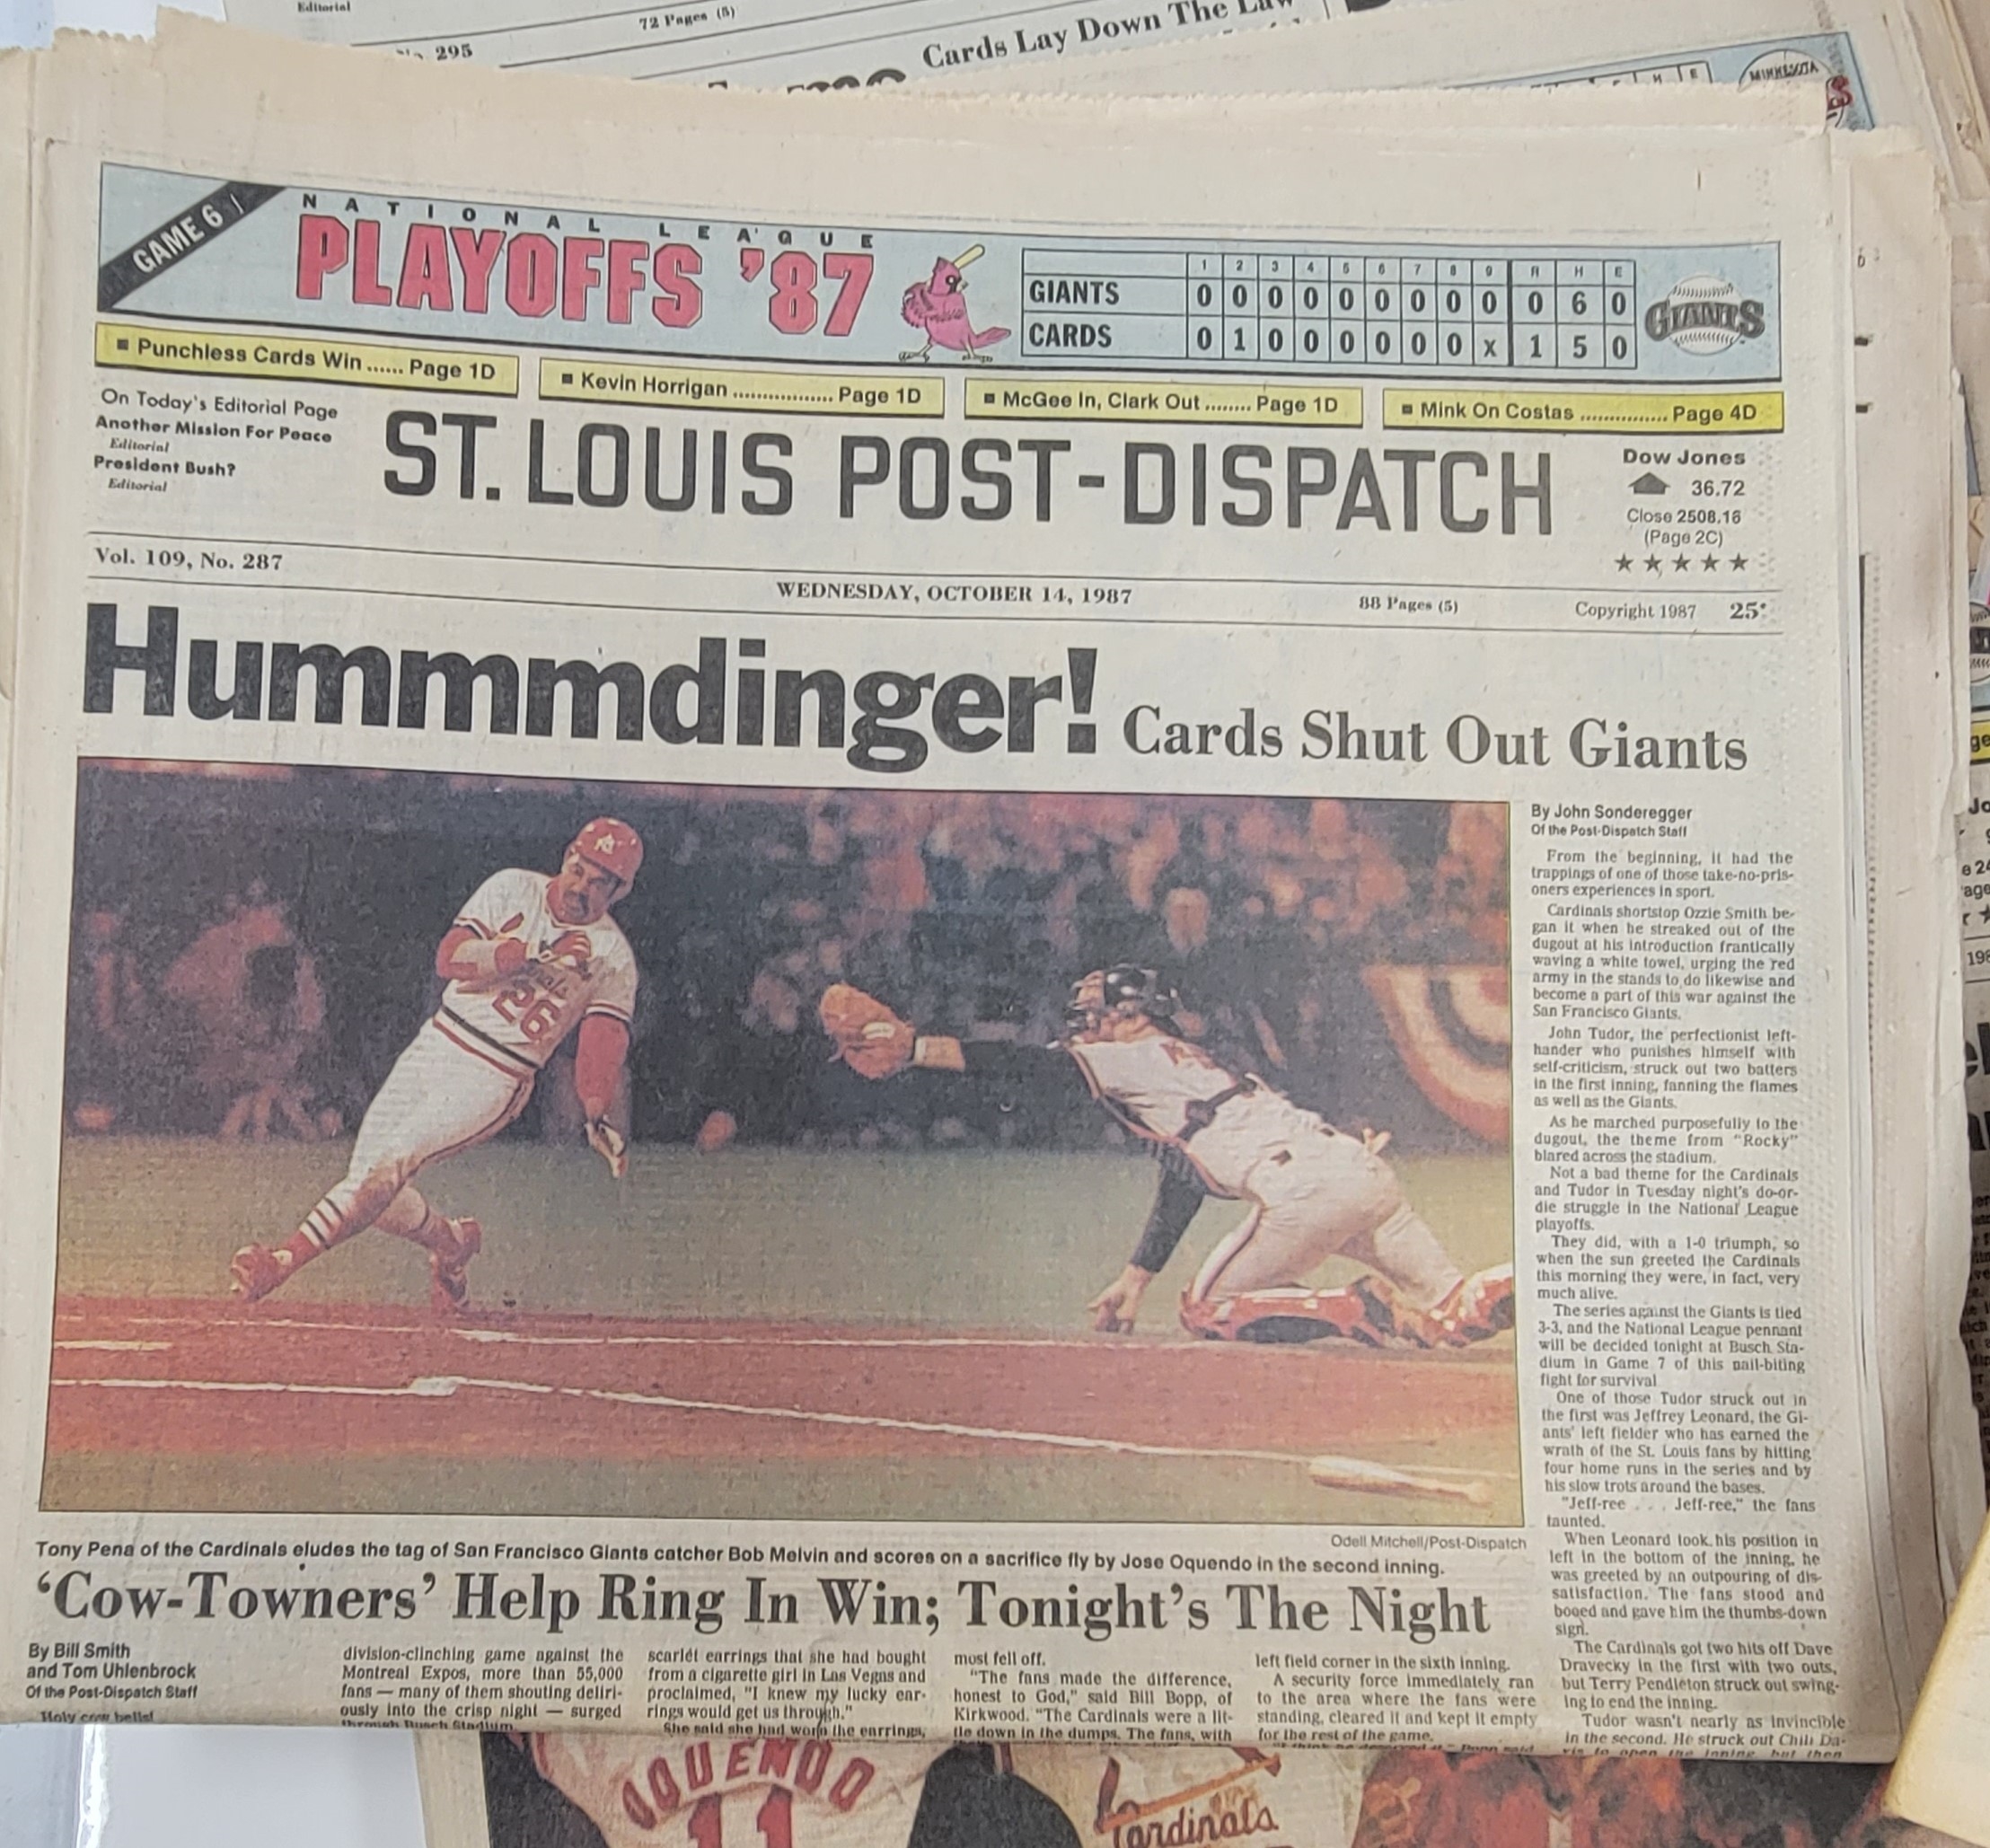 Editorial
72 Pages (5)
295
Cards Lay Down The
MINNESOTA
GAME 6
NATIONAL LEAGUE
PLAYOFFS '87
1 2 3 4 5 6 7 8 9 R H E
GIANTS 0 0 0 0 0 0 0 0 0 0 6 0
CARDS 0 1 0 0 0 0 0 0 x 1 5 0
GIANTS
■ Punchless Cards Win ...... Page 1D
■ Kevin Horrigan ................. Page 1D
■ McGee In, Clark Out ........ Page 1D
■ Mink On Costas ............... Page 4D
On Today's Editorial Page
Another Mission For Peace
Editorial
President Bush?
Editorial
ST. LOUIS POST-DISPATCH
Dow Jones
36.72
Close 2508.16
(Page 2C)
★★★★★
Vol. 109, No. 287
WEDNESDAY, OCTOBER 14, 1987
88 Pages (5)
Copyright 1987 25¢
Hummmdinger! Cards Shut Out Giants
26
By John Sonderegger
Of the Post-Dispatch Staff
From the beginning, it had the
trappings of one of those take-no-pris-
oners experiences in sport.
Cardinals shortstop Ozzie Smith be-
gan it when he streaked out of the
dugout at his introduction frantically
waving a white towel, urging the red
army in the stands to do likewise and
become a part of this war against the
San Francisco Giants.
John Tudor, the perfectionist left-
hander who punishes himself with
self-criticism, struck out two batters
in the first inning, fanning the flames
as well as the Giants.
As he marched purposefully to the
dugout, the theme from "Rocky"
blared across the stadium.
Not a bad theme for the Cardinals
and Tudor in Tuesday night's do-or-
die struggle in the National League
playoffs.
They did, with a 1-0 triumph, so
when the sun greeted the Cardinals
this morning they were, in fact, very
much alive.
The series against the Giants is tied
3-3, and the National League pennant
will be decided tonight at Busch Sta-
dium in Game 7 of this nail-biting
fight for survival
One of those Tudor struck out in
the first was Jeffrey Leonard, the Gi-
ants' left fielder who has earned the
wrath of the St. Louis fans by hitting
four home runs in the series and by
his slow trots around the bases.
"Jeff-ree . . . Jeff-ree," the fans
taunted.
When Leonard took his position in
left in the bottom of the inning, he
was greeted by an outpouring of dis-
satisfaction. The fans stood and
booed and gave him the thumbs-down
sign.
The Cardinals got two hits off Dave
Dravecky in the first with two outs,
but Terry Pendleton struck out swing-
ing to end the inning.
Tudor wasn't nearly as invincible
in the second. He struck out Chili Da-
vis to open the inning, but then
Odell Mitchell/Post-Dispatch
Tony Pena of the Cardinals eludes the tag of San Francisco Giants catcher Bob Melvin and scores on a sacrifice fly by Jose Oquendo in the second inning.
'Cow-Towners' Help Ring In Win; Tonight's The Night
By Bill Smith
and Tom Uhlenbrock
Of the Post-Dispatch Staff
Holy cow bells!
division-clinching game against the
Montreal Expos, more than 55,000
fans — many of them shouting deliri-
ously into the crisp night — surged
through Busch Stadium.
scarlet earrings that she had bought
from a cigarette girl in Las Vegas and
proclaimed, "I knew my lucky ear-
rings would get us through."
She said she had worn the earrings,
most fell off.
"The fans made the difference,
honest to God," said Bill Bopp, of
Kirkwood. "The Cardinals were a lit-
tle down in the dumps. The fans, with
left field corner in the sixth inning.
A security force immediately ran
to the area where the fans were
standing, cleared it and kept it empty
for the rest of the game.
OQUENDO
11
Cardinals